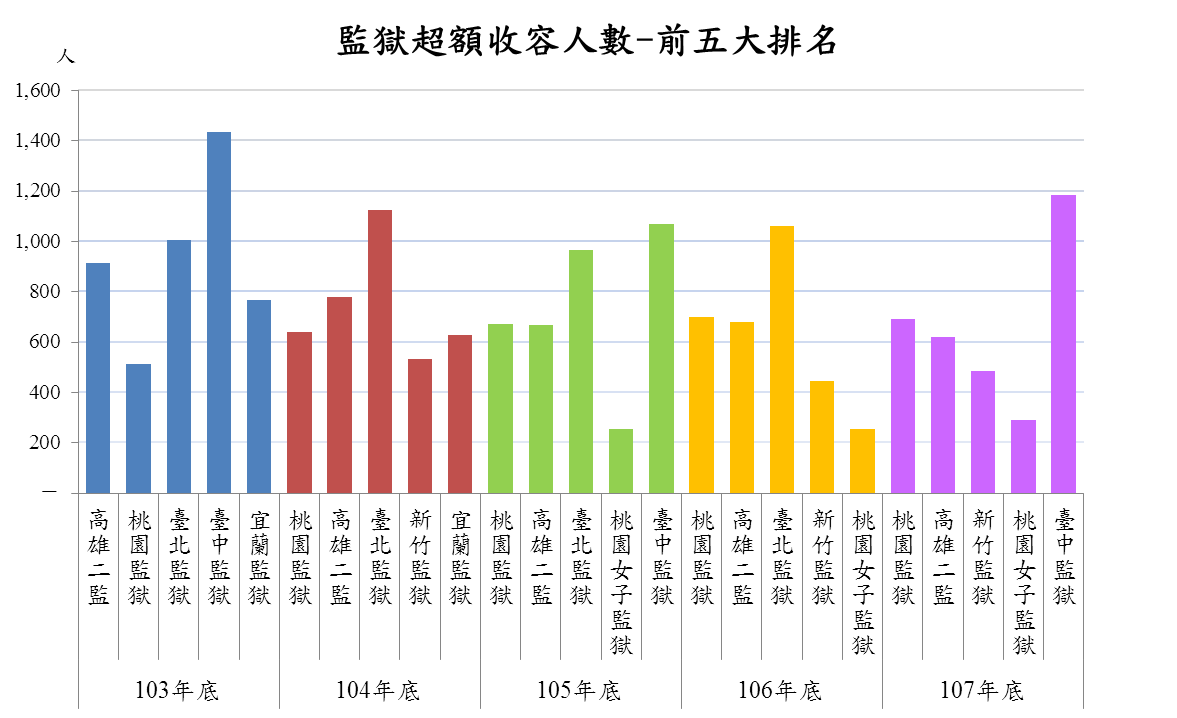 監獄超額收容人數-前五大排名
人
1,600
1,400
1,200
1,000
800
600
400
200
－
高雄二監
桃園監獄
臺北監獄
臺中監獄
宜蘭監獄
桃園監獄
高雄二監
臺北監獄
新竹監獄
宜蘭監獄
桃園監獄
高雄二監
臺北監獄
桃園女子監獄
臺中監獄
桃園監獄
高雄二監
臺北監獄
新竹監獄
桃園女子監獄
桃園監獄
高雄二監
新竹監獄
桃園女子監獄
臺中監獄
103年底
104年底
105年底
106年底
107年底